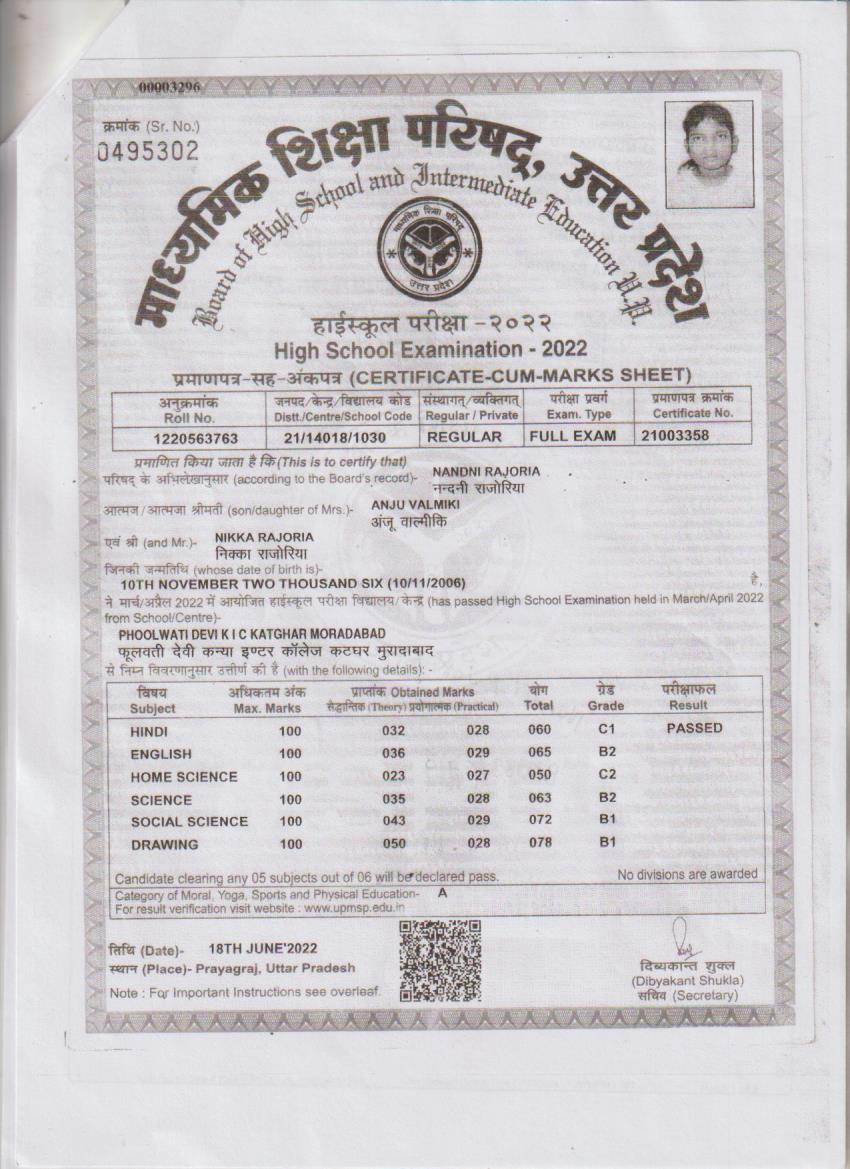 00003296
क्रमांक (Sr. No.)
0495302
माध्यमिक शिक्षा परिषद्, उत्तर प्रदेश
Board of High School and Intermediate Education U.P.
माध्यमिक शिक्षा परिषद्
उत्तर प्रदेश
हाईस्कूल परीक्षा -२०२२
High School Examination - 2022
प्रमाणपत्र-सह-अंकपत्र (CERTIFICATE-CUM-MARKS SHEET)
अनुक्रमांक जनपद/केन्द्र/विद्यालय कोड संस्थागत्/व्यक्तिगत् परीक्षा प्रवर्ग प्रमाणपत्र क्रमांक
Roll No. Distt./Centre/School Code Regular / Private Exam. Type Certificate No.
1220563763 21/14018/1030 REGULAR FULL EXAM 21003358
प्रमाणित किया जाता है कि (This is to certify that)
परिषद् के अभिलेखानुसार (according to the Board's record)- NANDNI RAJORIA
नन्दनी राजोरिया
आत्मज/आत्मजा श्रीमती (son/daughter of Mrs.)- ANJU VALMIKI
अंजू वाल्मीकि
एवं श्री (and Mr.)- NIKKA RAJORIA
निक्का राजोरिया
जिनकी जन्मतिथि (whose date of birth is)-
10TH NOVEMBER TWO THOUSAND SIX (10/11/2006) है,
ने मार्च/अप्रैल 2022 में आयोजित हाईस्कूल परीक्षा विद्यालय/केन्द्र (has passed High School Examination held in March/April 2022
from School/Centre)-
PHOOLWATI DEVI K I C KATGHAR MORADABAD
फूलवती देवी कन्या इण्टर कॉलेज कटघर मुरादाबाद
से निम्न विवरणानुसार उत्तीर्ण की है (with the following details): -
विषय अधिकतम अंक प्राप्तांक Obtained Marks योग ग्रेड परीक्षाफल
Subject Max. Marks सैद्धान्तिक (Theory) प्रयोगात्मक (Practical) Total Grade Result
HINDI 100 032 028 060 C1 PASSED
ENGLISH 100 036 029 065 B2
HOME SCIENCE 100 023 027 050 C2
SCIENCE 100 035 028 063 B2
SOCIAL SCIENCE 100 043 029 072 B1
DRAWING 100 050 028 078 B1
Candidate clearing any 05 subjects out of 06 will be declared pass. No divisions are awarded
Category of Moral, Yoga, Sports and Physical Education- A
For result verification visit website : www.upmsp.edu.in
तिथि (Date)- 18TH JUNE'2022
स्थान (Place)- Prayagraj, Uttar Pradesh
Note : For Important Instructions see overleaf.
दिब्यकान्त शुक्ल
(Dibyakant Shukla)
सचिव (Secretary)